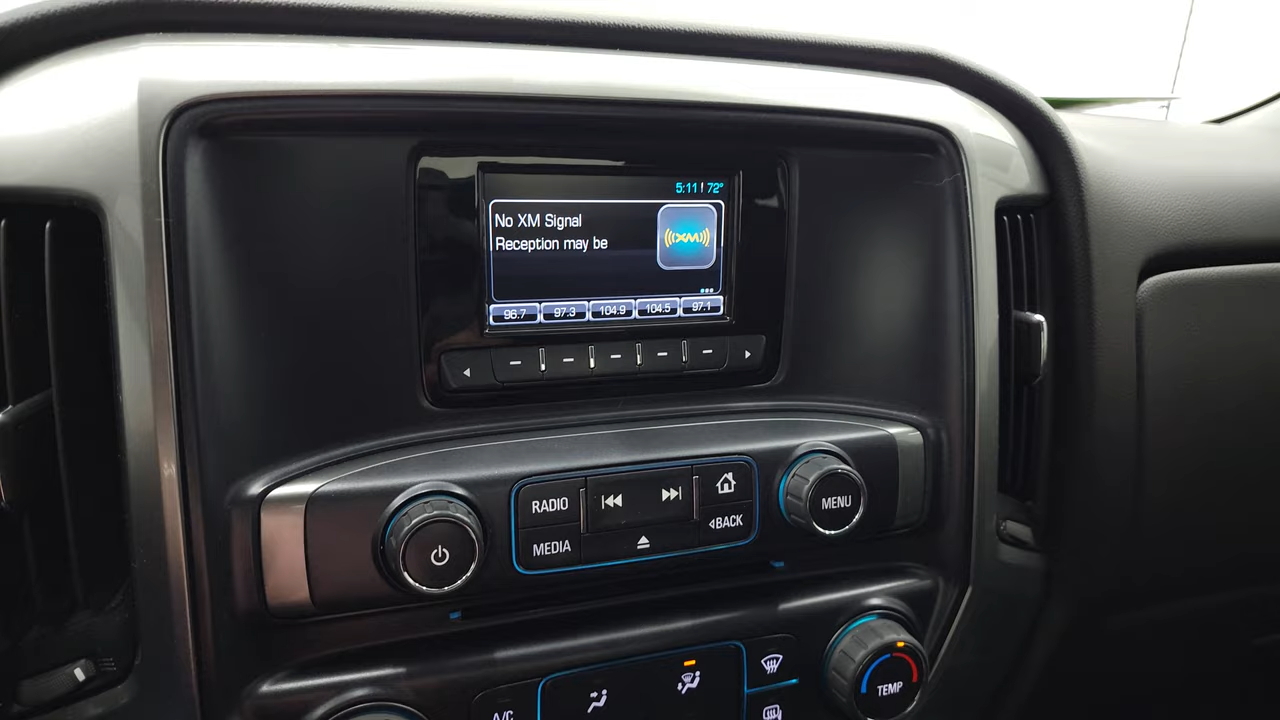 5:11 72°
No XM Signal
Reception may be
((XM))
96.7 97.3 104.9 104.5 97.1
RADIO
MENU
BACK
MEDIA
TEMP
A/C